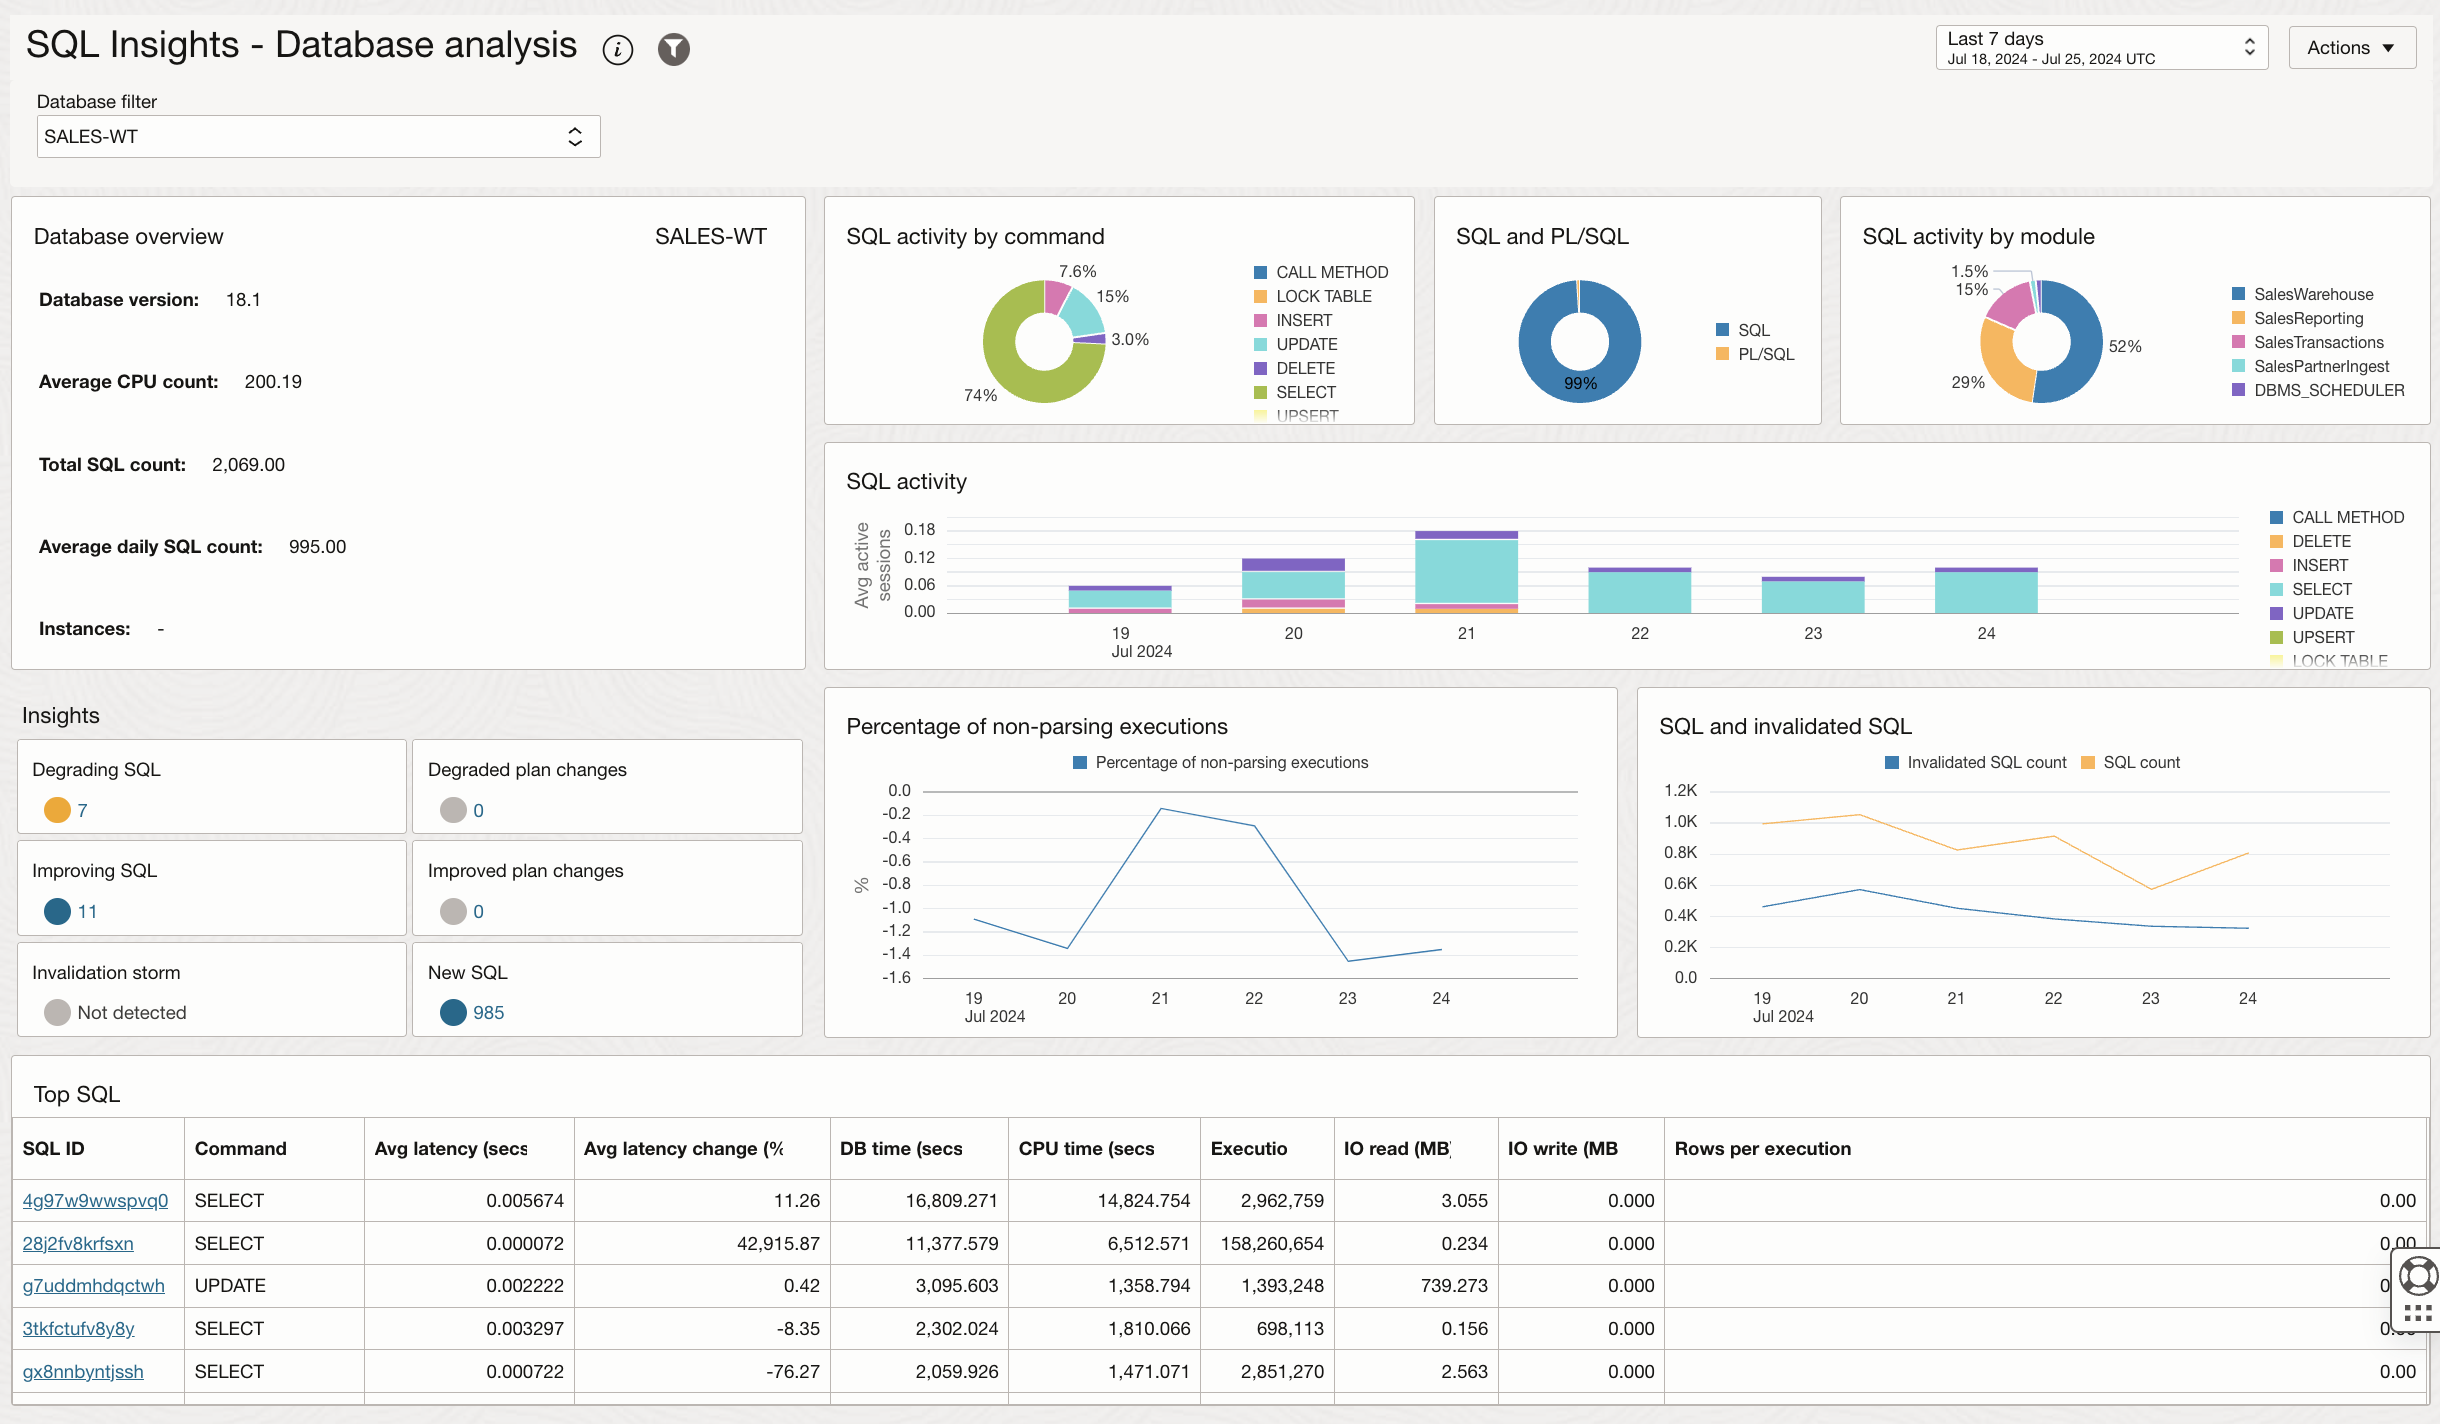 SQL Insights - Database analysis
i
Last 7 days
Jul 18, 2024 - Jul 25, 2024 UTC
Actions
Database filter
SALES-WT
Database overview
SALES-WT
Database version: 18.1
Average CPU count: 200.19
Total SQL count: 2,069.00
Average daily SQL count: 995.00
Instances: -
SQL activity by command
7.6%
15%
3.0%
74%
CALL METHOD
LOCK TABLE
INSERT
UPDATE
DELETE
SELECT
UPSERT
SQL and PL/SQL
99%
SQL
PL/SQL
SQL activity by module
1.5%
15%
52%
29%
SalesWarehouse
SalesReporting
SalesTransactions
SalesPartnerIngest
DBMS_SCHEDULER
SQL activity
Avg active
sessions
0.18
0.12
0.06
0.00
19
20
21
22
23
24
Jul 2024
CALL METHOD
DELETE
INSERT
SELECT
UPDATE
UPSERT
LOCK TABLE
Insights
Degrading SQL
7
Degraded plan changes
0
Improving SQL
11
Improved plan changes
0
Invalidation storm
Not detected
New SQL
985
Percentage of non-parsing executions
Percentage of non-parsing executions
%
0.0
-0.2
-0.4
-0.6
-0.8
-1.0
-1.2
-1.4
-1.6
19
20
21
22
23
24
Jul 2024
SQL and invalidated SQL
Invalidated SQL count
SQL count
1.2K
1.0K
0.8K
0.6K
0.4K
0.2K
0.0
19
20
21
22
23
24
Jul 2024
Top SQL
SQL ID Command Avg latency (secs Avg latency change (% DB time (secs CPU time (secs Executio IO read (MB) IO write (MB Rows per execution
4g97w9wwspvq0 SELECT 0.005674 11.26 16,809.271 14,824.754 2,962,759 3.055 0.000 0.00
28j2fv8krfsxn SELECT 0.000072 42,915.87 11,377.579 6,512.571 158,260,654 0.234 0.000 0.00
g7uddmhdqctwh UPDATE 0.002222 0.42 3,095.603 1,358.794 1,393,248 739.273 0.000
3tkfctufv8y8y SELECT 0.003297 -8.35 2,302.024 1,810.066 698,113 0.156 0.000
gx8nnbyntjssh SELECT 0.000722 -76.27 2,059.926 1,471.071 2,851,270 2.563 0.000 0.00